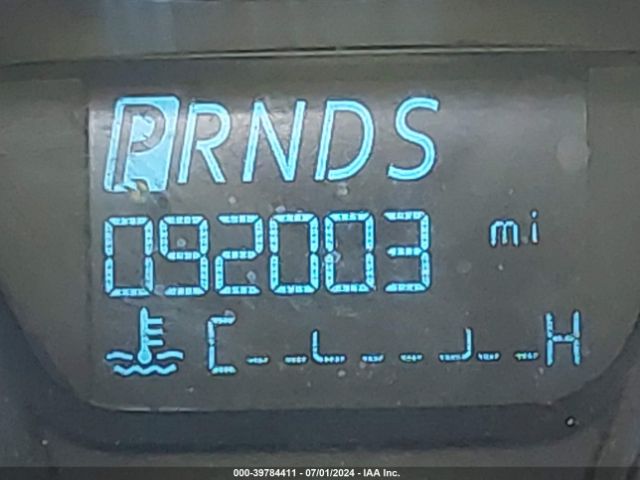 PRNDS
092003 mi
C H
000-39784411 - 07/01/2024 - IAA Inc.